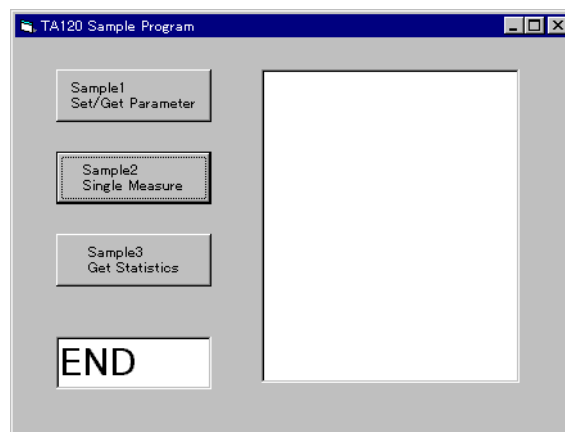 TA120 Sample Program
Sample1
Set/Get Parameter
Sample2
Single Measure
Sample3
Get Statistics
END